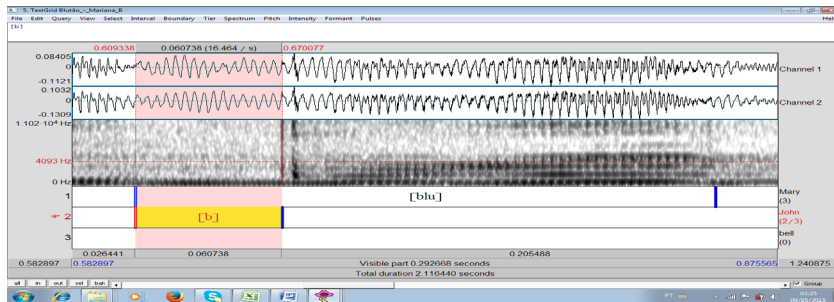 5. TextGrid Blutão_-_Mariana_B
File Edit Query View Select Interval Boundary Tier Spectrum Pitch Intensity Formant Pulses Hel
[b]
0.609338 0.060738 (16.464 / s) 0.670077
0.08405
0
-0.1121
Channel 1
0.1032
0
-0.1309
Channel 2
1.102·10⁴ Hz
4093 Hz
0 Hz
1 [blu] Mary
(3)
2 [b] John
(2/3)
3 bell
(0)
0.026441 0.060738 0.205488
0.582897 0.582897 Visible part 0.292668 seconds 0.875565 1.240875
Total duration 2.116440 seconds
all in out sel bak Group
PT 02:25